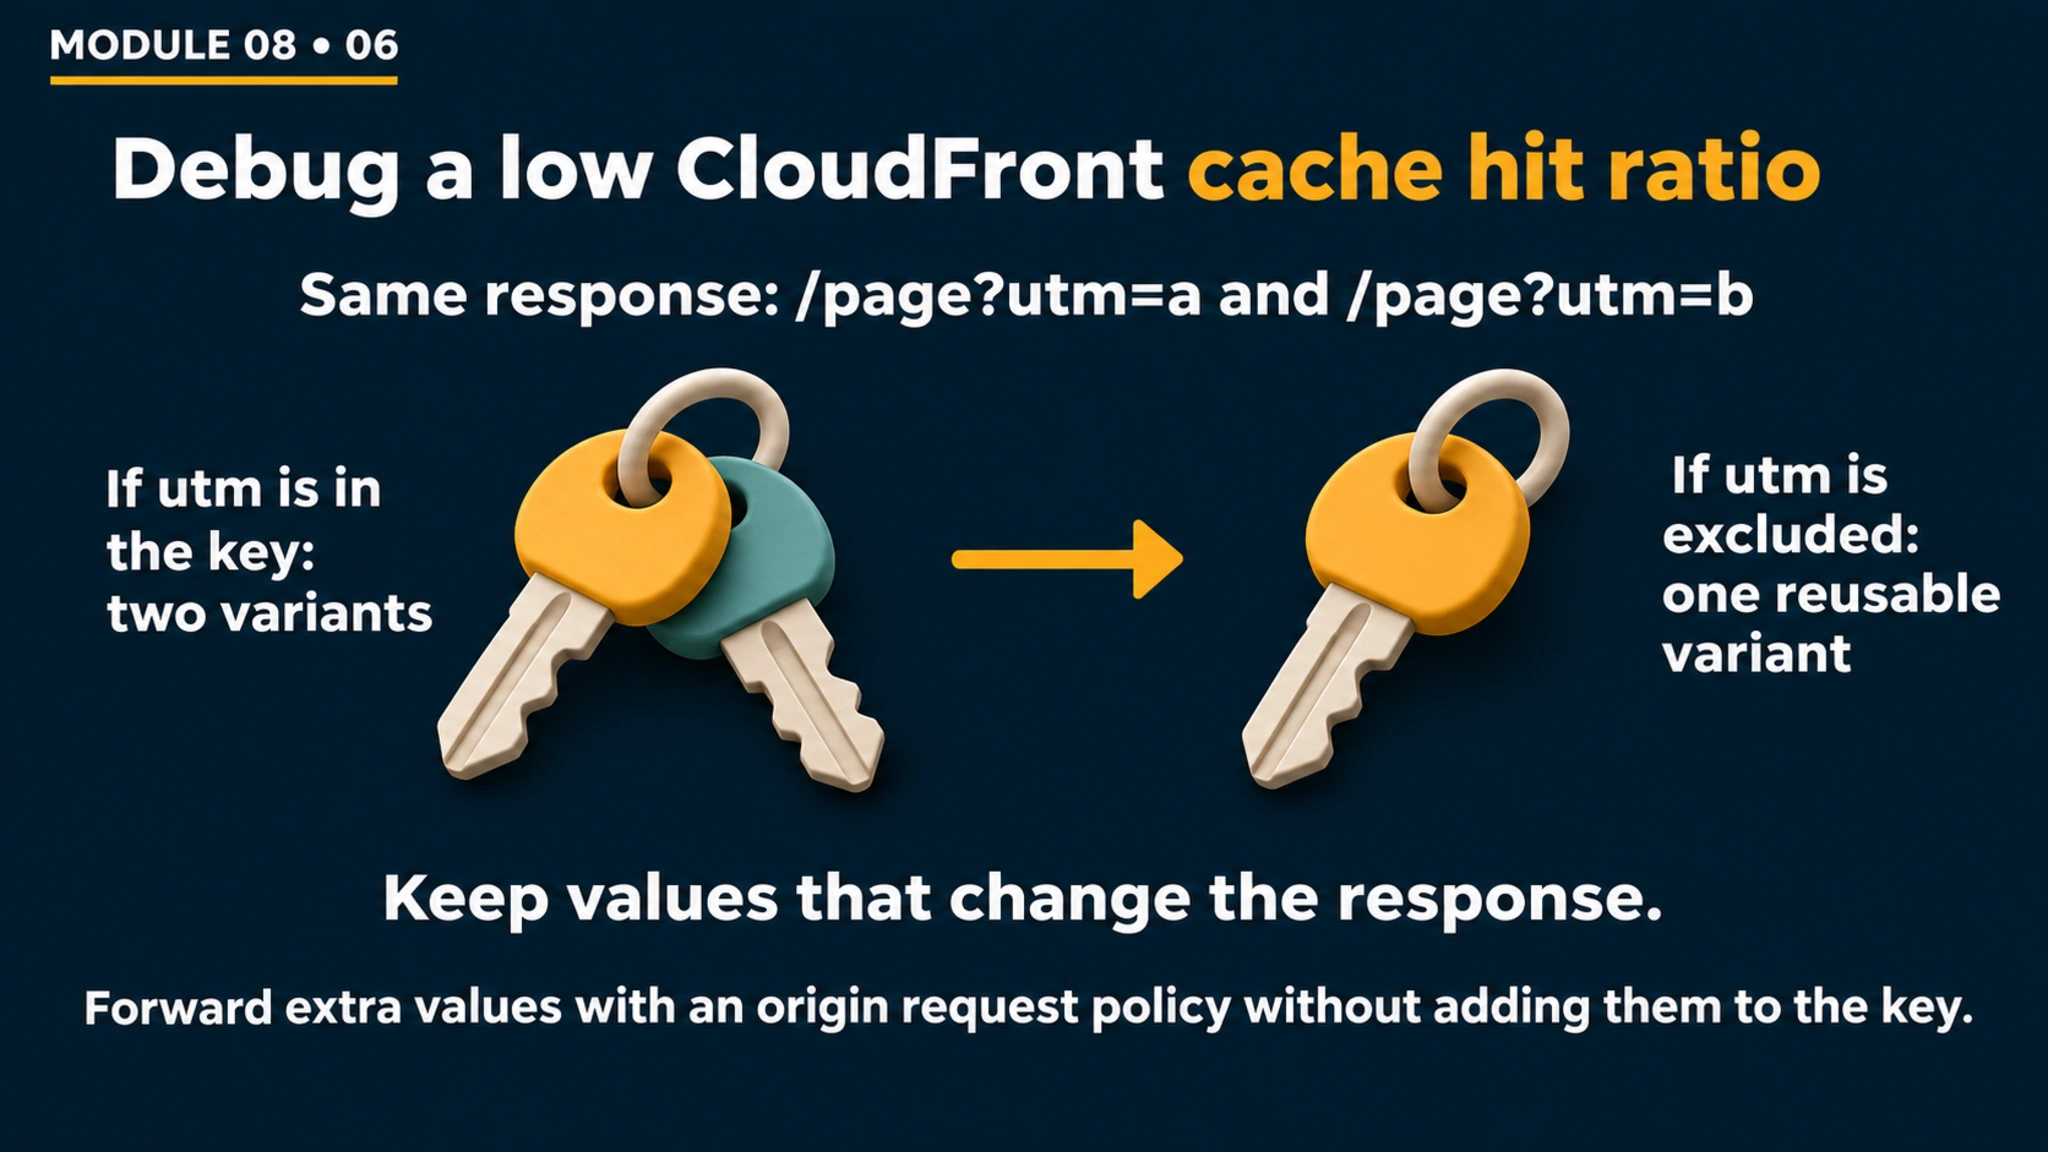 MODULE 08 • 06
Debug a low CloudFront cache hit ratio
Same response: /page?utm=a and /page?utm=b
If utm is in
the key:
two variants
If utm is
excluded:
one reusable
variant
Keep values that change the response.
Forward extra values with an origin request policy without adding them to the key.